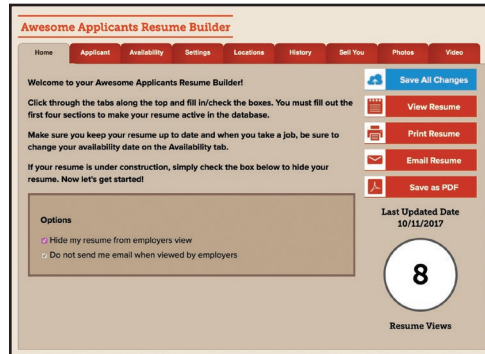 Awesome Applicants Resume Builder
Home Applicant Availability Settings Locations History Sell You Photos Video
Welcome to your Awesome Applicants Resume Builder!
Click through the tabs along the top and fill in/check the boxes. You must fill out the
first four sections to make your resume active in the database.
Make sure you keep your resume up to date and when you take a job, be sure to
change your availability date on the Availability tab.
If your resume is under construction, simply check the box below to hide your
resume. Now let's get started!
Options
Hide my resume from employers view
Do not send me email when viewed by employers
Save All Changes
View Resume
Print Resume
Email Resume
Save as PDF
Last Updated Date
10/11/2017
8
Resume Views